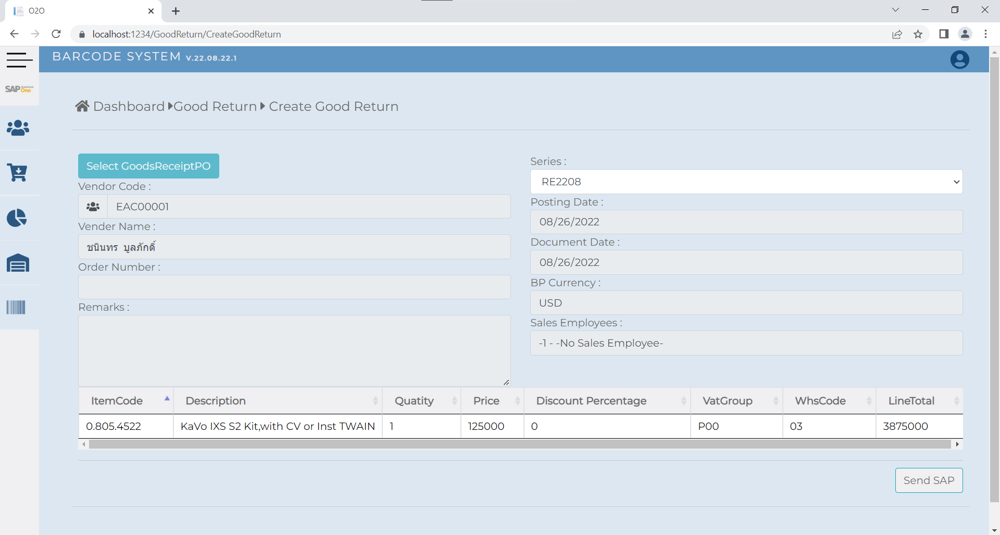 O2O
localhost:1234/GoodReturn/CreateGoodReturn
BARCODE SYSTEM V.22.08.22.1
SAP Business One
Dashboard Good Return Create Good Return
Select GoodsReceiptPO
Vendor Code :
EAC00001
Vender Name :
ชนินทร บูลภักดิ์
Order Number :
Remarks :
Series :
RE2208
Posting Date :
08/26/2022
Document Date :
08/26/2022
BP Currency :
USD
Sales Employees :
-1 - -No Sales Employee-
ItemCode Description Quatity Price Discount Percentage VatGroup WhsCode LineTotal
0.805.4522 KaVo IXS S2 Kit,with CV or Inst TWAIN 1 125000 0 P00 03 3875000
Send SAP